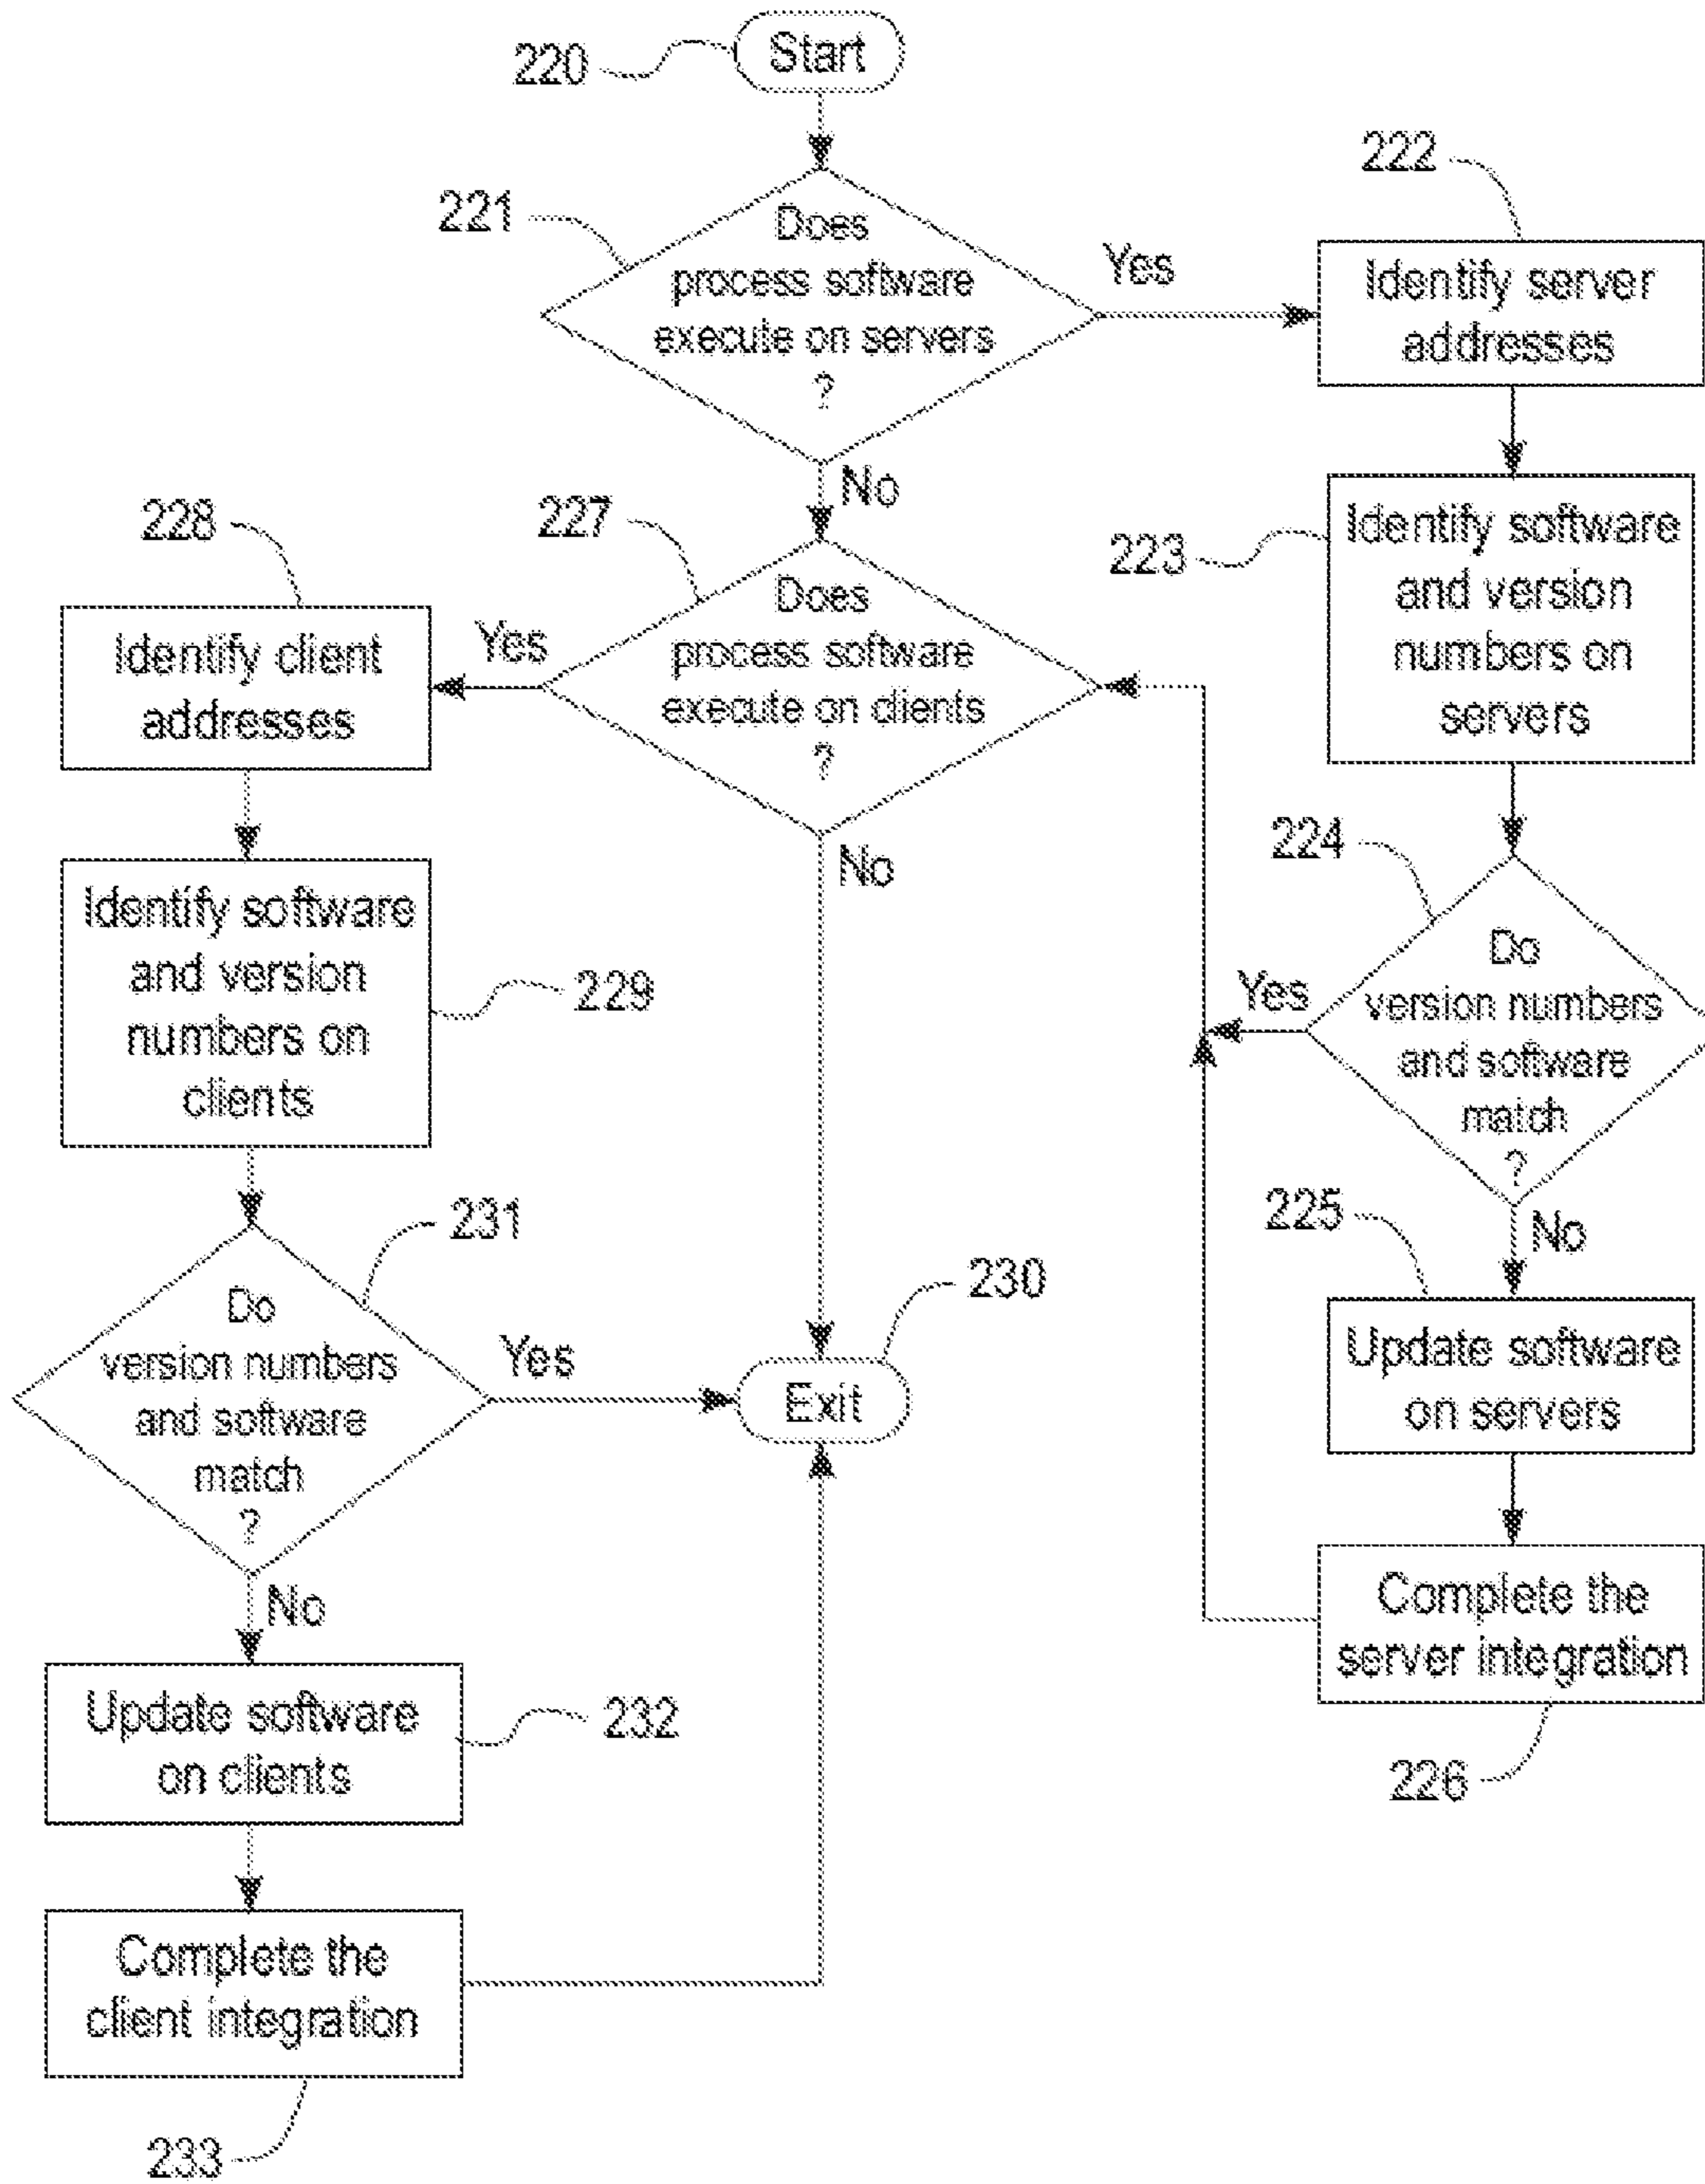 220
Start
221
Does
process software
execute on servers
?
Yes
No
222
Identify server
addresses
223
Identify software
and version
numbers on
servers
224
Do
version numbers
and software
match
?
Yes
No
225
Update software
on servers
Complete the
server integration
226
227
Does
process software
execute on clients
?
Yes
No
228
Identify client
addresses
Identify software
and version
numbers on
clients
229
231
Do
version numbers
and software
match
?
Yes
No
230
Exit
Update software
on clients
232
Complete the
client integration
233